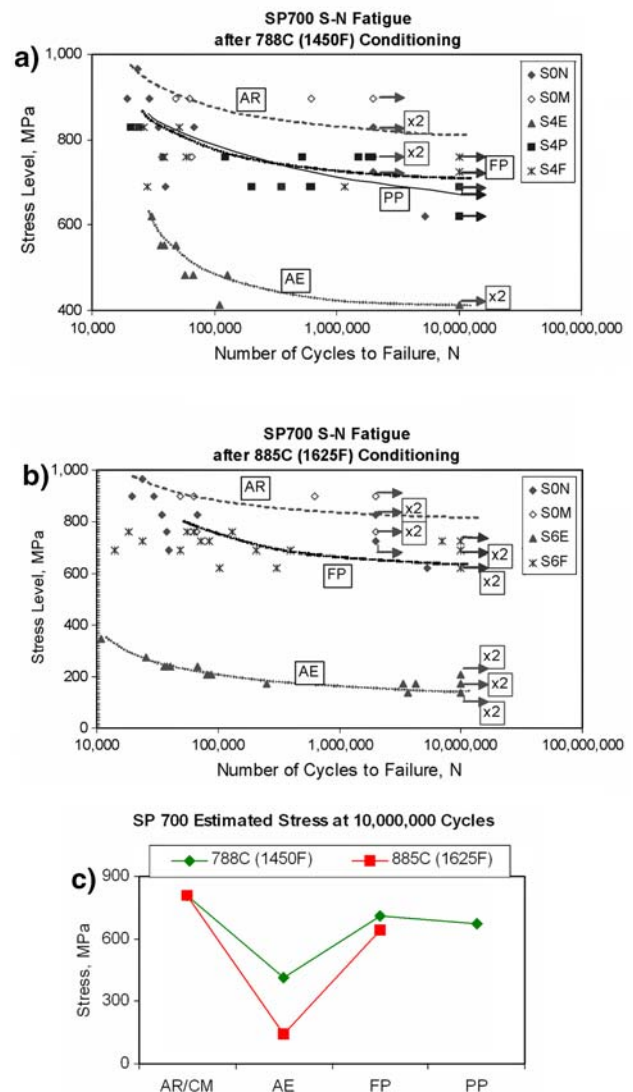 SP700 S-N Fatigue
after 788C (1450F) Conditioning
a)
Stress Level, MPa
1,000
800
600
400
AR
x2
x2
FP
PP
AE
x2
S0N
S0M
S4E
S4P
S4F
10,000 100,000 1,000,000 10,000,000 100,000,000
Number of Cycles to Failure, N
SP700 S-N Fatigue
after 885C (1625F) Conditioning
b)
Stress Level, MPa
1,000
800
600
400
200
0
AR
x2
x2
x2
FP
x2
AE
x2
x2
x2
S0N
S0M
S6E
S6F
10,000 100,000 1,000,000 10,000,000 100,000,000
Number of Cycles to Failure, N
SP 700 Estimated Stress at 10,000,000 Cycles
788C (1450F) 885C (1625F)
c)
Stress, MPa
900
600
300
0
AR/CM AE FP PP